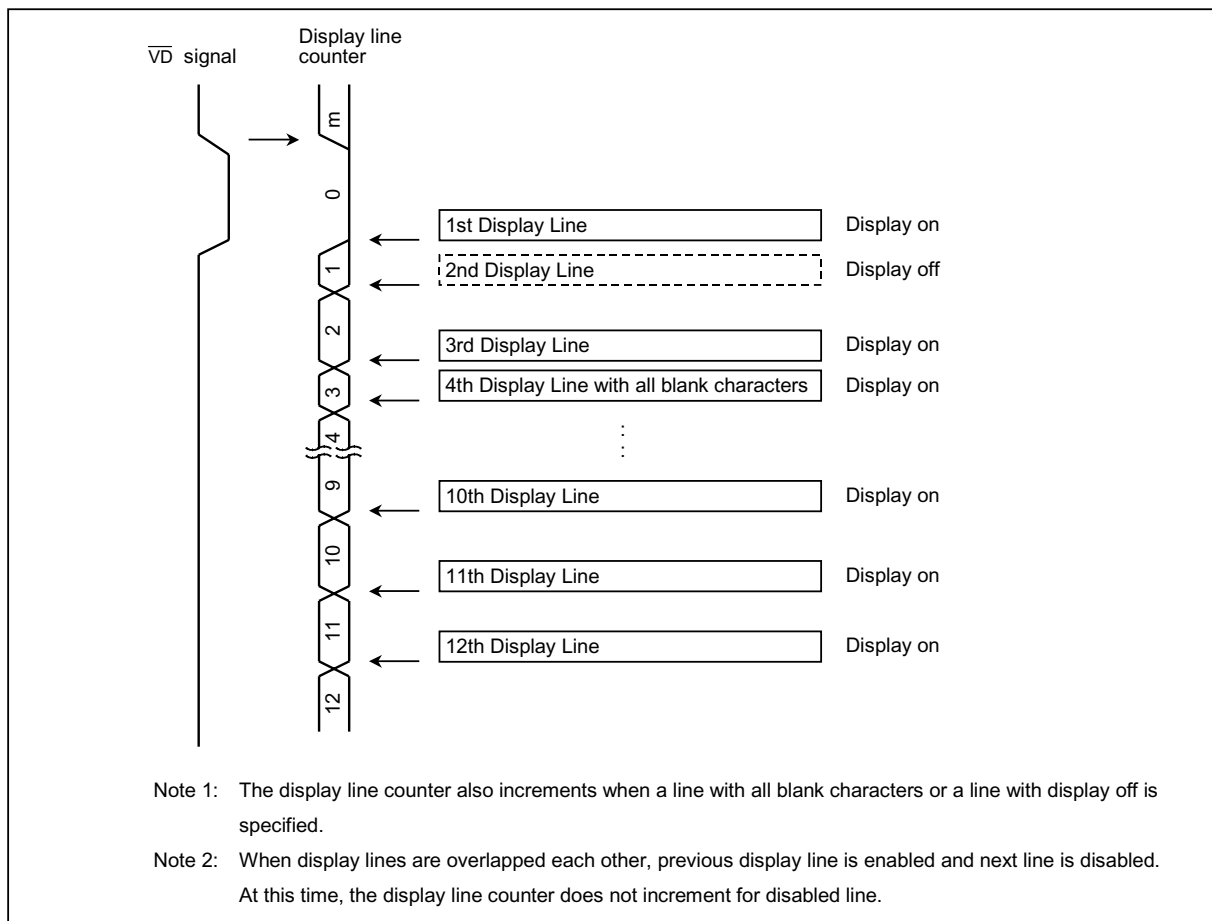 Display line
counter
V̅D̅ signal
m
0
1st Display Line Display on
1
2nd Display Line Display off
2
3rd Display Line Display on
3
4th Display Line with all blank characters Display on
4
9
10th Display Line Display on
10
11th Display Line Display on
11
12th Display Line Display on
12
Note 1: The display line counter also increments when a line with all blank characters or a line with display off is
specified.
Note 2: When display lines are overlapped each other, previous display line is enabled and next line is disabled.
At this time, the display line counter does not increment for disabled line.